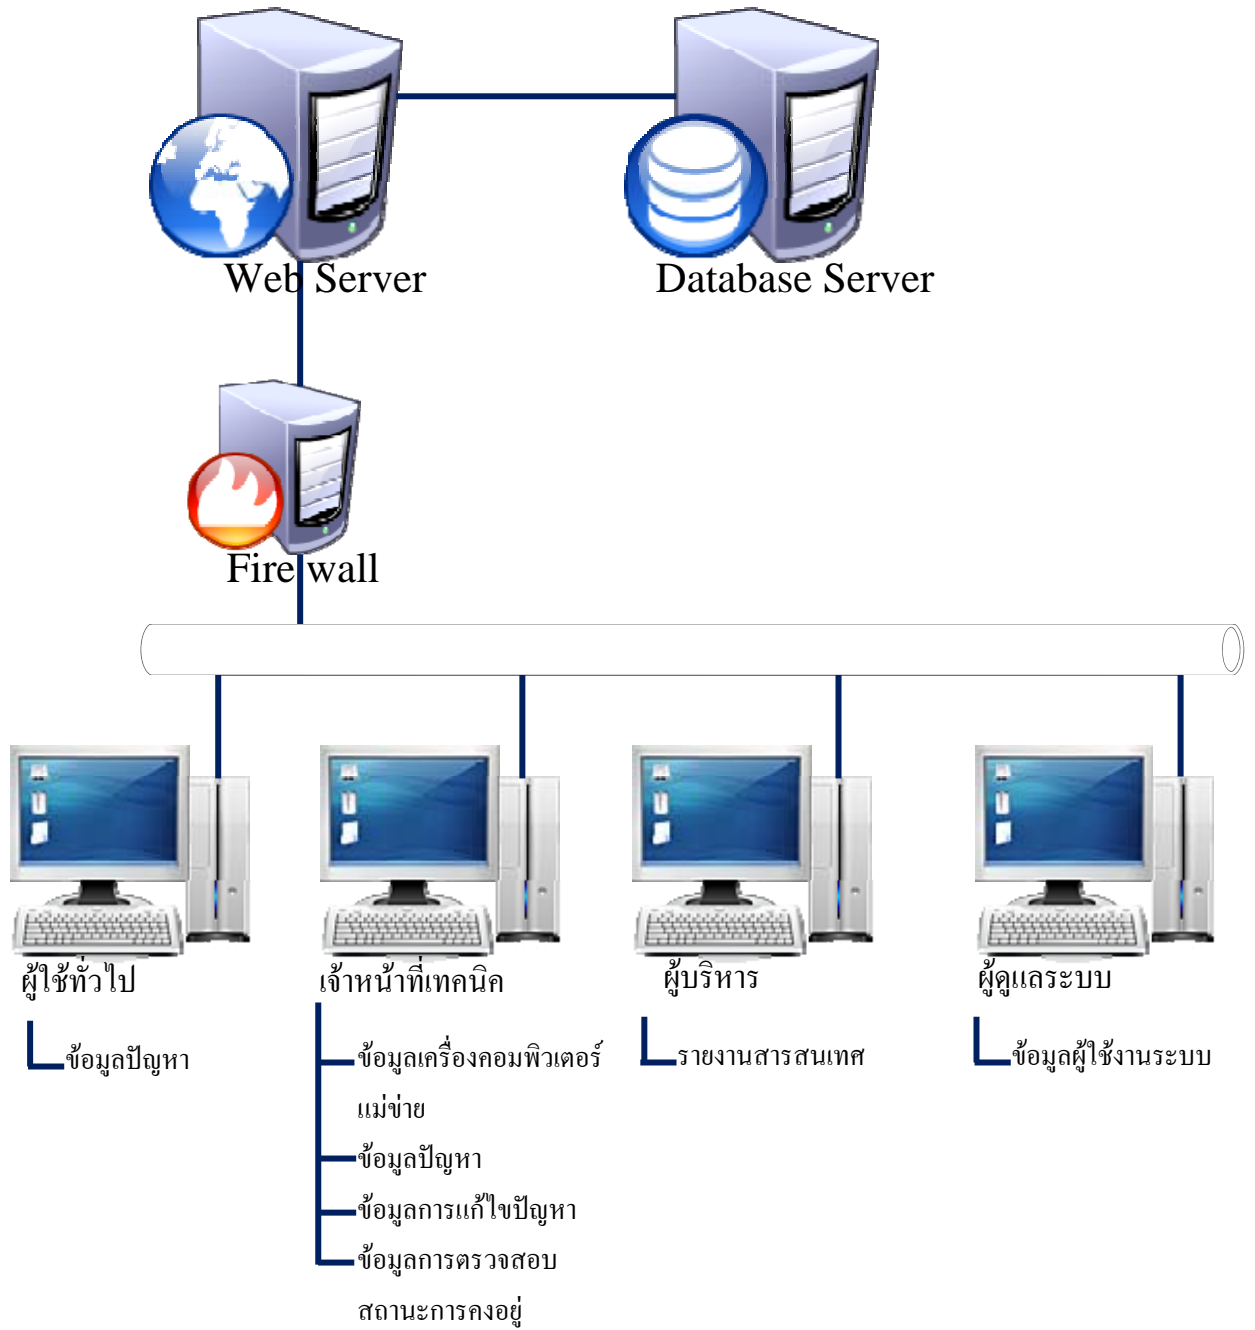 Web Server
Database Server
Fire wall
ผู้ใช้ทั่วไป
เจ้าหน้าที่เทคนิค
ผู้บริหาร
ผู้ดูแลระบบ
ข้อมูลปัญหา
ข้อมูลเครื่องคอมพิวเตอร์
แม่ข่าย
ข้อมูลปัญหา
ข้อมูลการแก้ไขปัญหา
ข้อมูลการตรวจสอบ
สถานะการคงอยู่
รายงานสารสนเทศ
ข้อมูลผู้ใช้งานระบบ